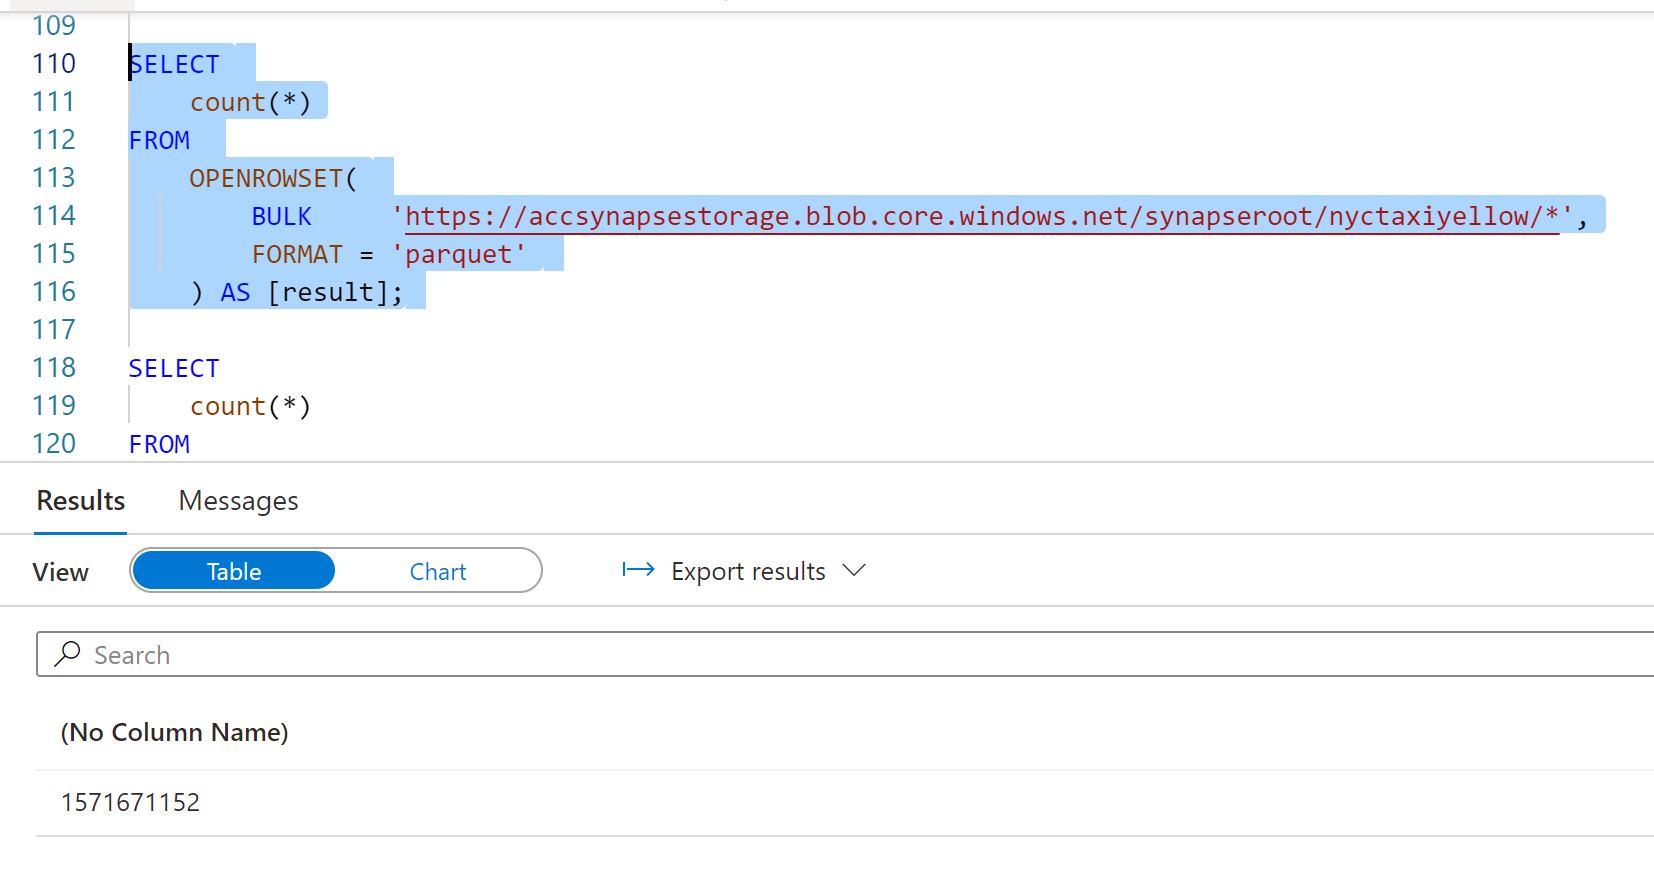 109
110 SELECT
111 count(*)
112 FROM
113 OPENROWSET(
114 BULK 'https://accsynapsestorage.blob.core.windows.net/synapseroot/nyctaxiyellow/*',
115 FORMAT = 'parquet'
116 ) AS [result];
117
118 SELECT
119 count(*)
120 FROM
Results Messages
View Table Chart Export results
Search
(No Column Name)
1571671152